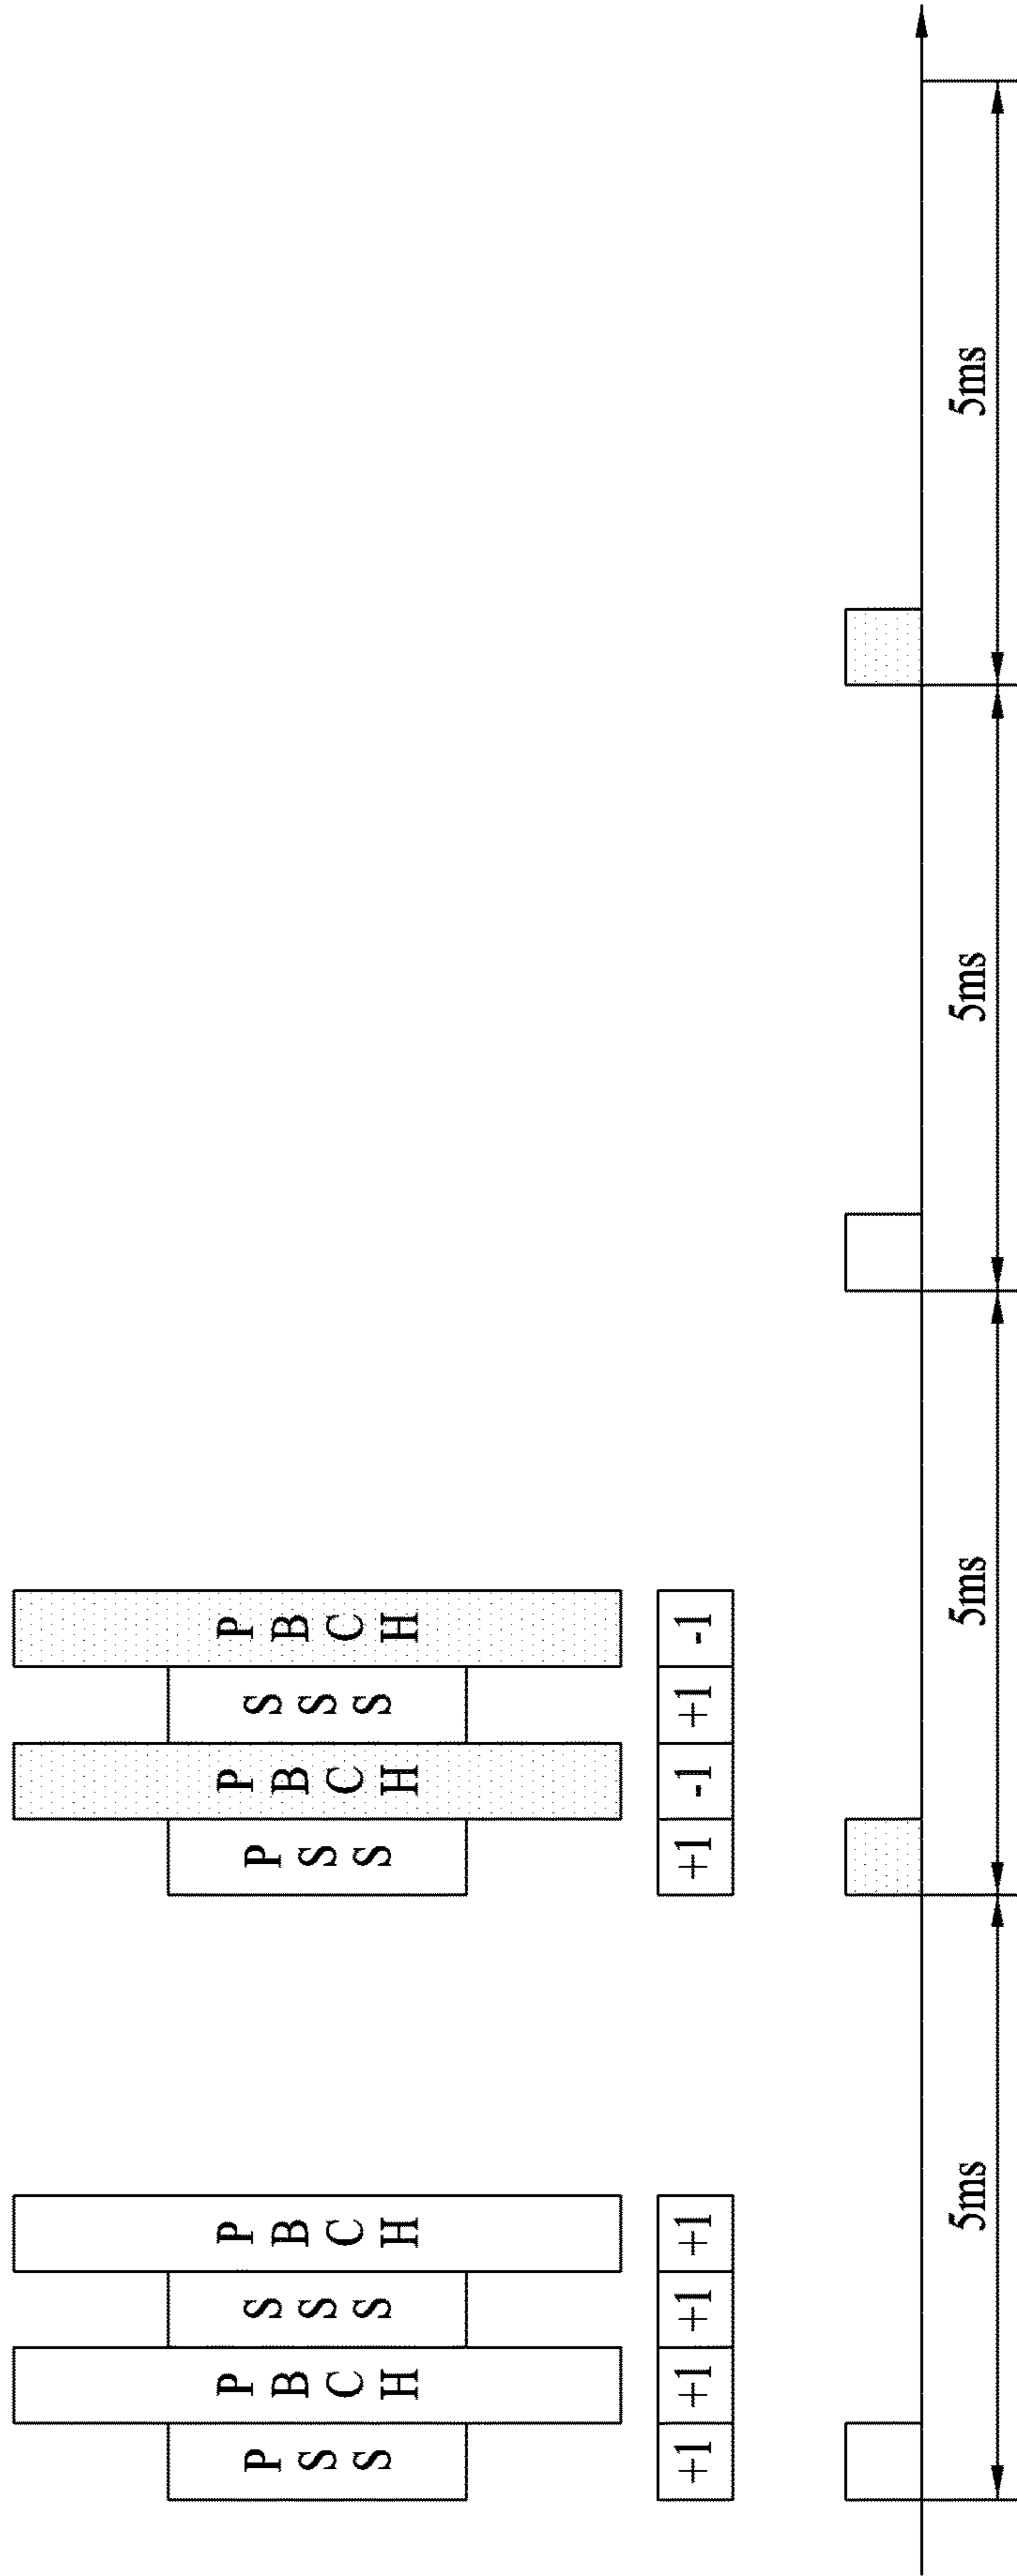 PSS
PBCH
SSS
PBCH
PSS
PBCH
SSS
PBCH
+1 +1 +1 +1
+1 -1 +1 -1
5ms
5ms
5ms
5ms